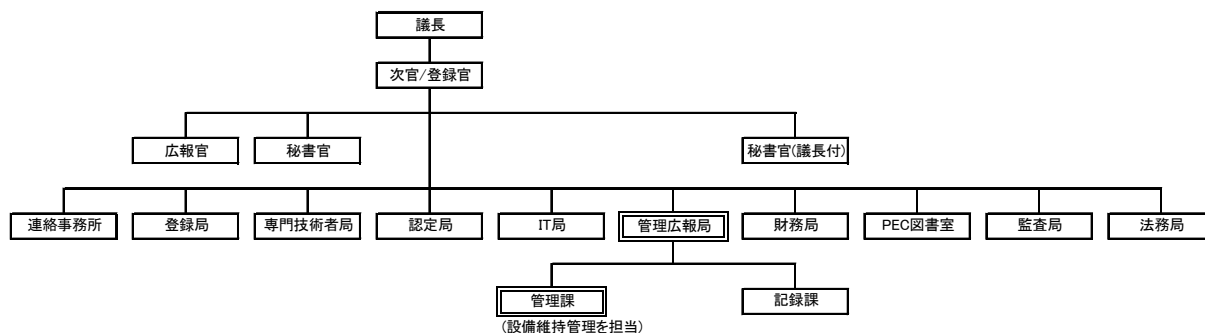 議長
次官/登録官
広報官
秘書官
秘書官(議長付)
連絡事務所
登録局
専門技術者局
認定局
IT局
管理広報局
財務局
PEC図書室
監査局
法務局
管理課
記録課
(設備維持管理を担当)